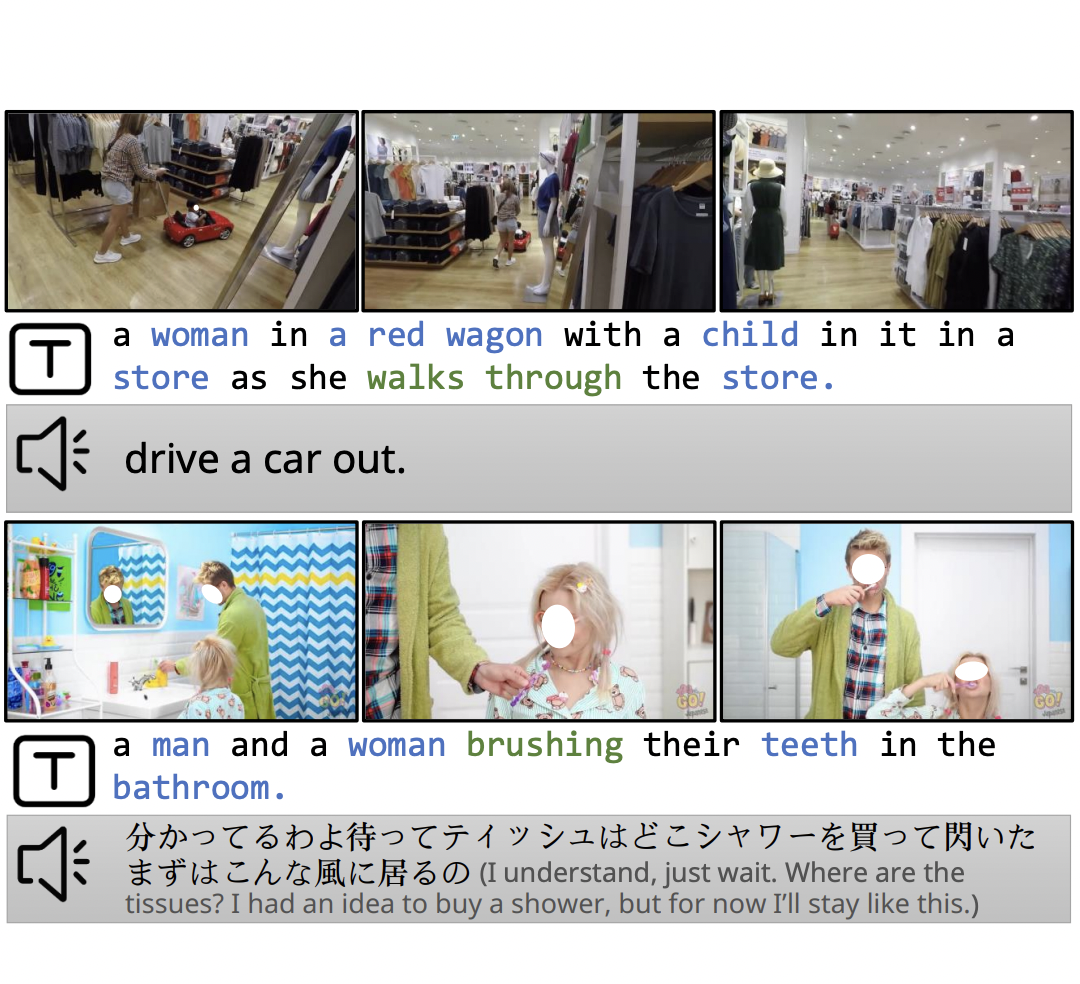 a woman in a red wagon with a child in it in a
T
store as she walks through the store.
drive a car out.
GO!
GO!
GO!
a man and a woman brushing their teeth in the
T
bathroom.
分かってるわよ待ってティッシュはどこシャワーを買って閃いた
まずはこんな風に居るの (I understand, just wait. Where are the
tissues? I had an idea to buy a shower, but for now I'll stay like this.)